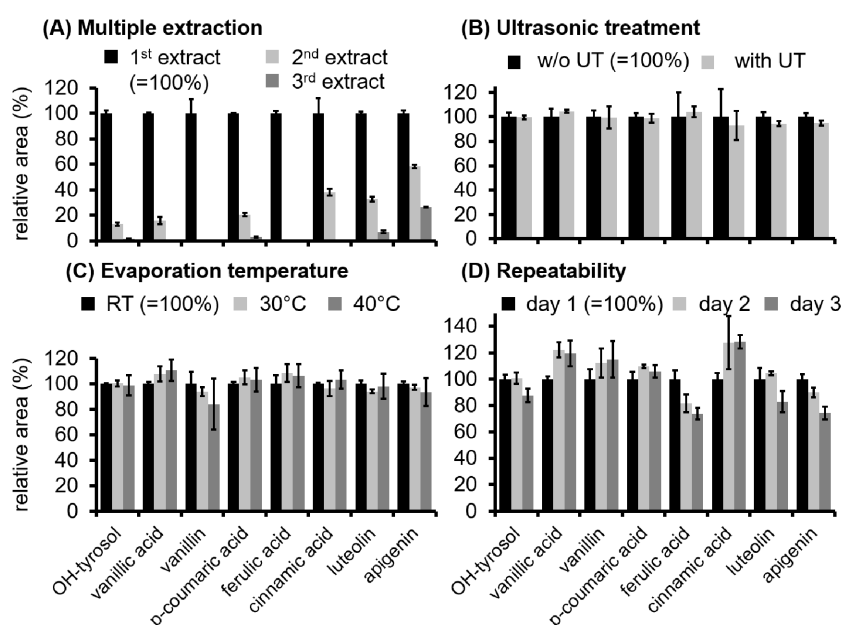 (A) Multiple extraction
1st extract
(=100%)
2nd extract
3rd extract
relative area (%)
120
100
80
60
40
20
0
(B) Ultrasonic treatment
w/o UT (=100%) with UT
120
100
80
60
40
20
0
(C) Evaporation temperature
RT (=100%) 30°C 40°C
relative area (%)
120
100
80
60
40
20
0
OH-tyrosol
vanillic acid
vanillin
p-coumaric acid
ferulic acid
cinnamic acid
luteolin
apigenin
(D) Repeatability
day 1 (=100%) day 2 day 3
140
120
100
80
60
40
20
0
OH-tyrosol
vanillic acid
vanillin
p-coumaric acid
ferulic acid
cinnamic acid
luteolin
apigenin